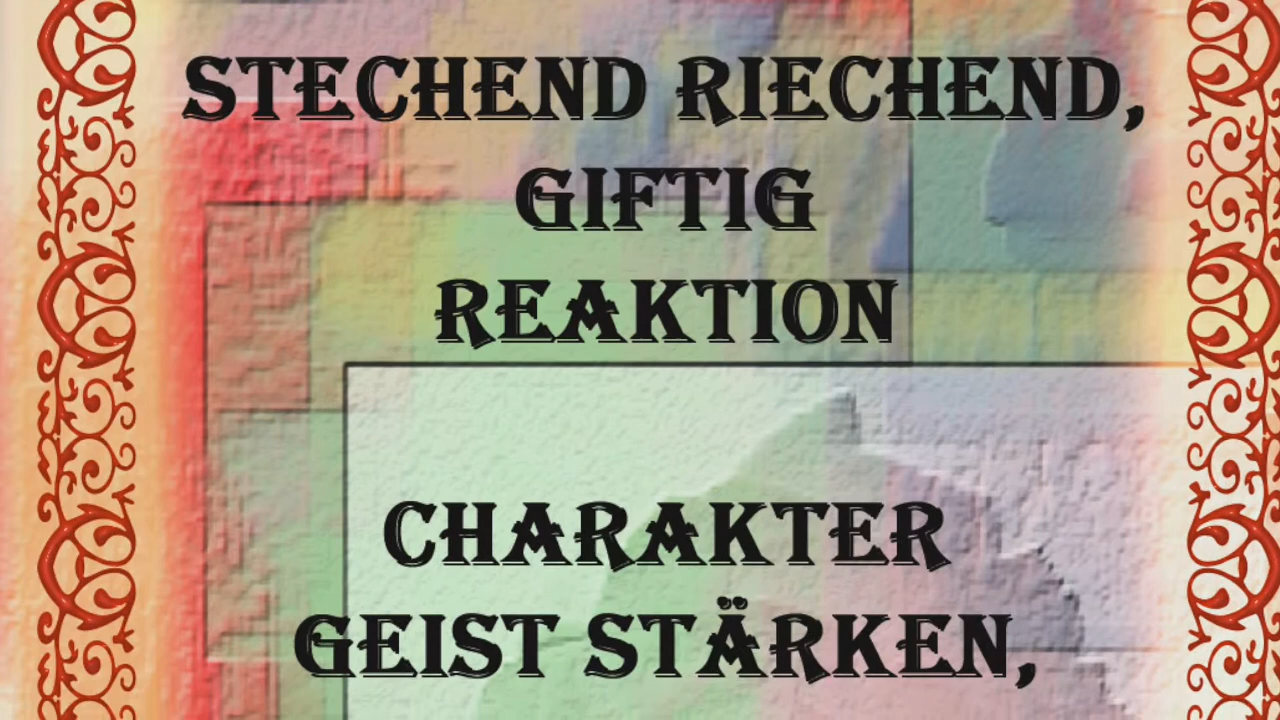 STECHEND RIECHEND,
GIFTIG
REAKTION
CHARAKTER
GEIST STÄRKEN,